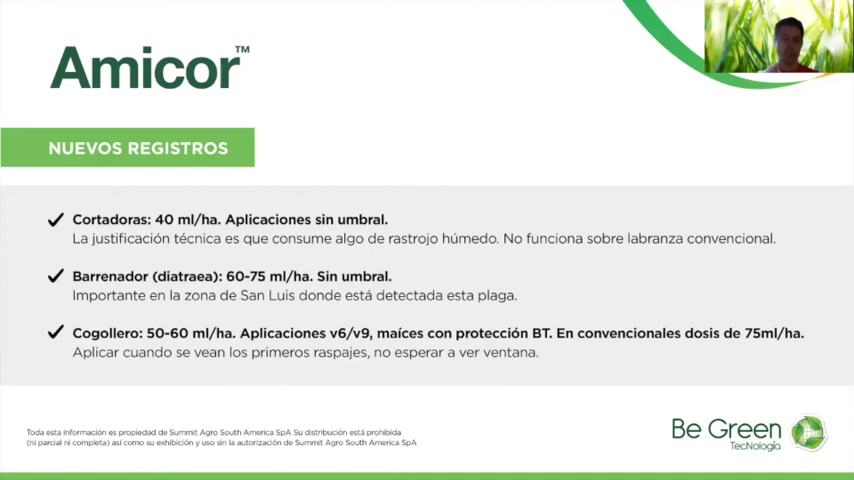 Amicor™
NUEVOS REGISTROS
Cortadoras: 40 ml/ha. Aplicaciones sin umbral.
La justificación técnica es que consume algo de rastrojo húmedo. No funciona sobre labranza convencional.
Barrenador (diatraea): 60-75 ml/ha. Sin umbral.
Importante en la zona de San Luis donde está detectada esta plaga.
Cogollero: 50-60 ml/ha. Aplicaciones v6/v9, maíces con protección BT. En convencionales dosis de 75ml/ha.
Aplicar cuando se vean los primeros raspajes, no esperar a ver ventana.
Toda esta información es propiedad de Summit Agro South America SpA Su distribución está prohibida
(ni parcial ni completa) así como su exhibición y uso sin la autorización de Summit Agro South America SpA
Be Green
TecNología